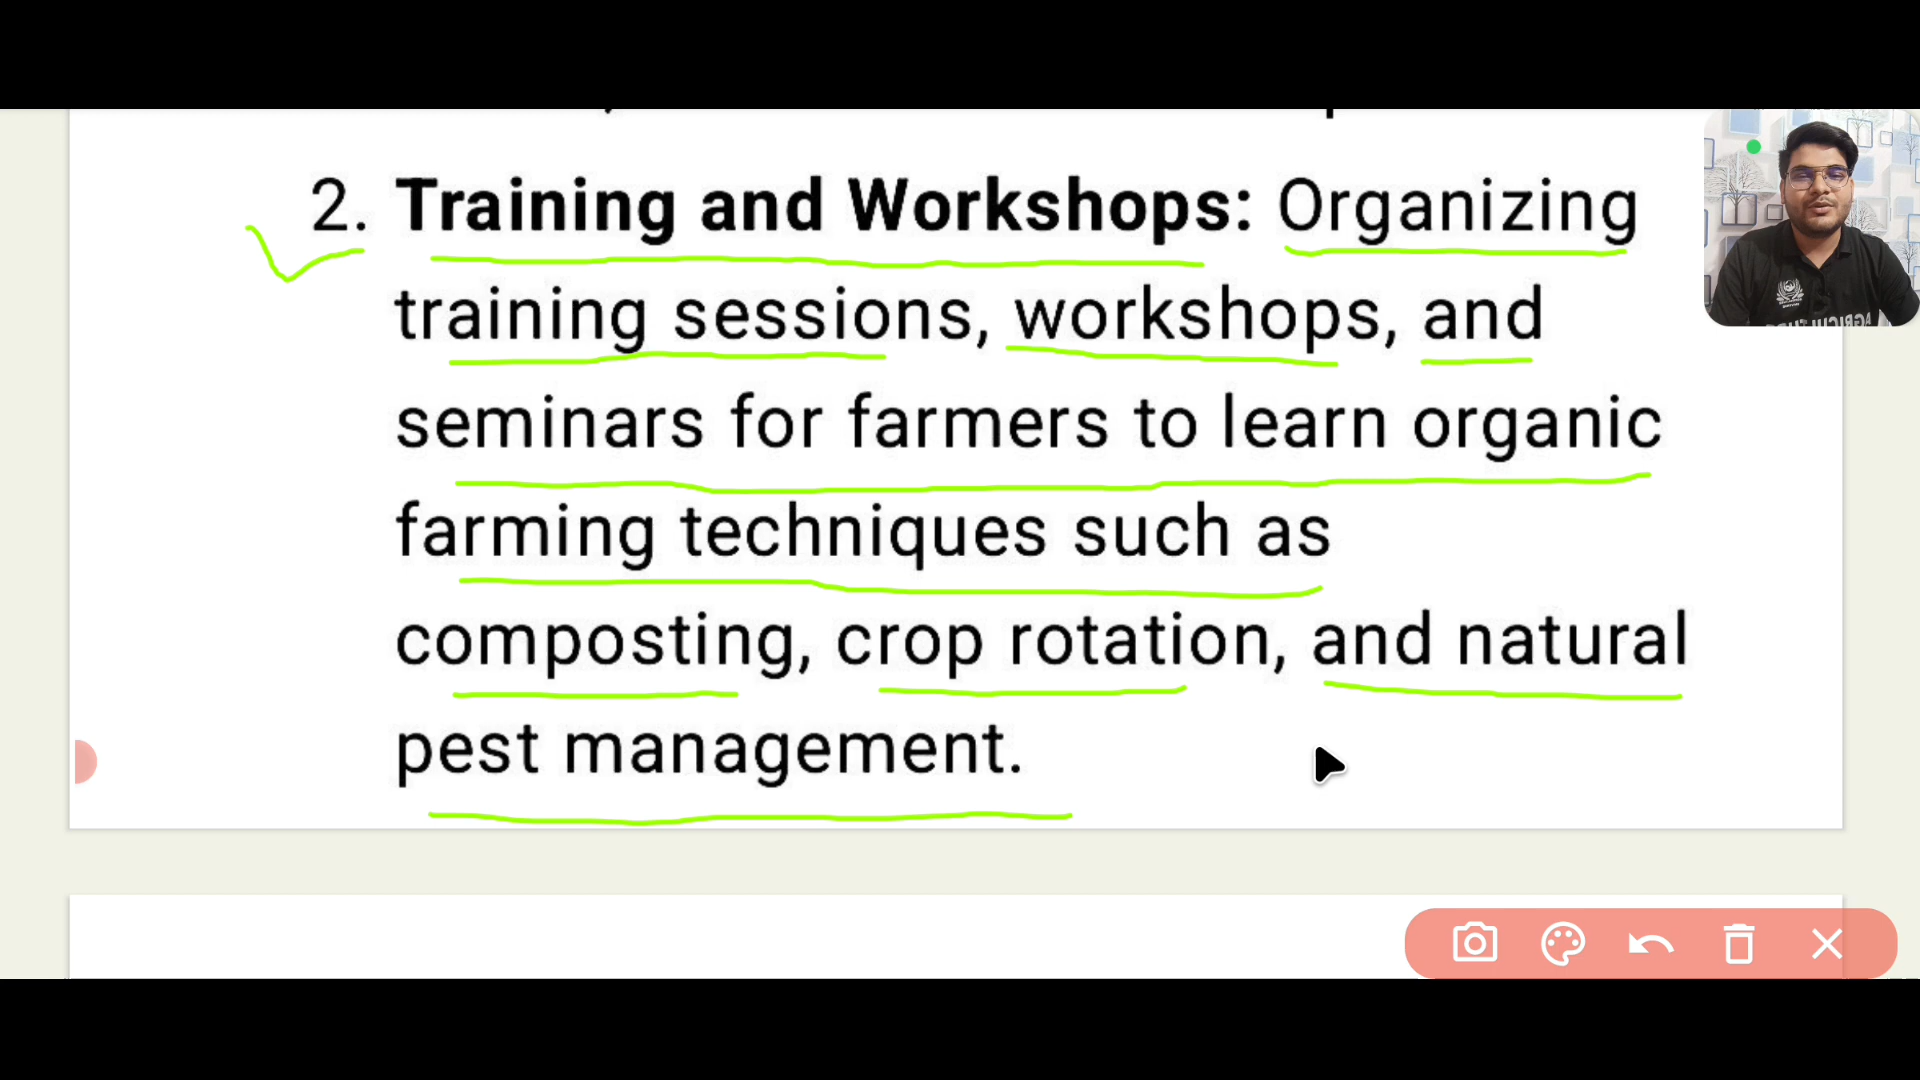 2. Training and Workshops: Organizing
training sessions, workshops, and
seminars for farmers to learn organic
farming techniques such as
composting, crop rotation, and natural
pest management.